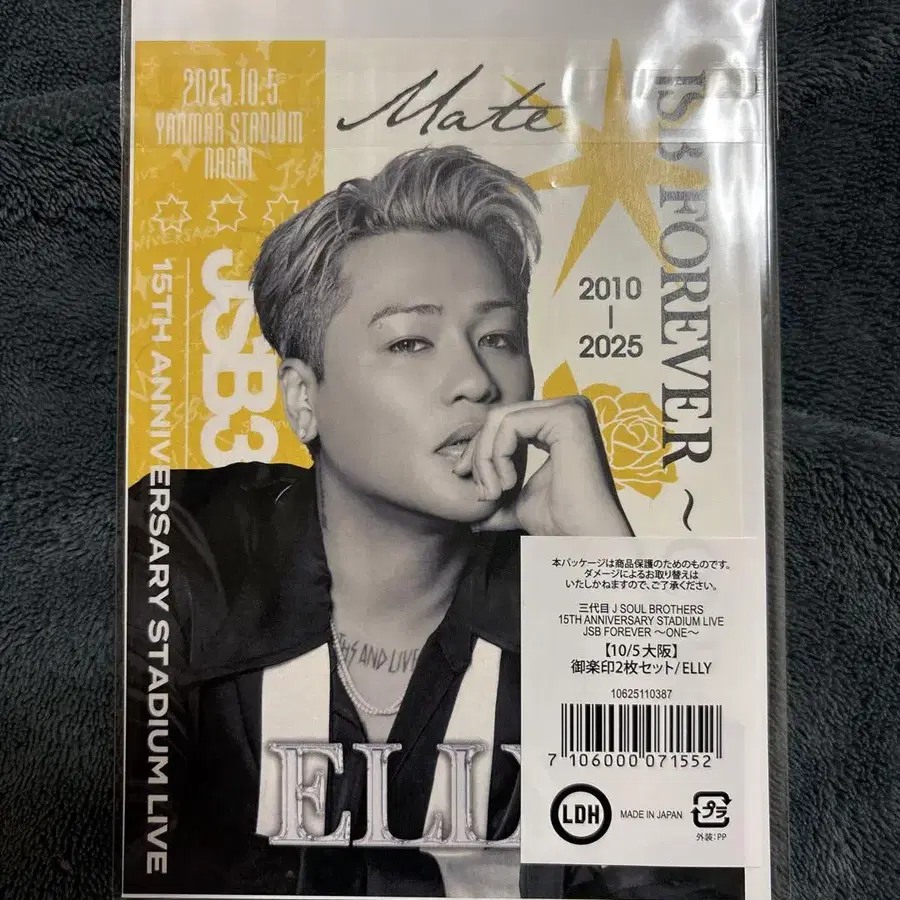 2025.10.5
YANMAR STADIUM
NAGAI
Mate
JSB FOREVER ～
2010
2025
JSB3
15TH ANNIVERSARY STADIUM LIVE
AND LIVE
ELLY
本パッケージは商品保護のためのものです。
ダメージによるお取り替えは
いたしかねますので、ご了承ください。
三代目 J SOUL BROTHERS
15TH ANNIVERSARY STADIUM LIVE
JSB FOREVER ～ONE～
【10/5 大阪】
御楽印2枚セット/ELLY
10625110387
7 106000 071552
LDH
MADE IN JAPAN
プラ
外装:PP